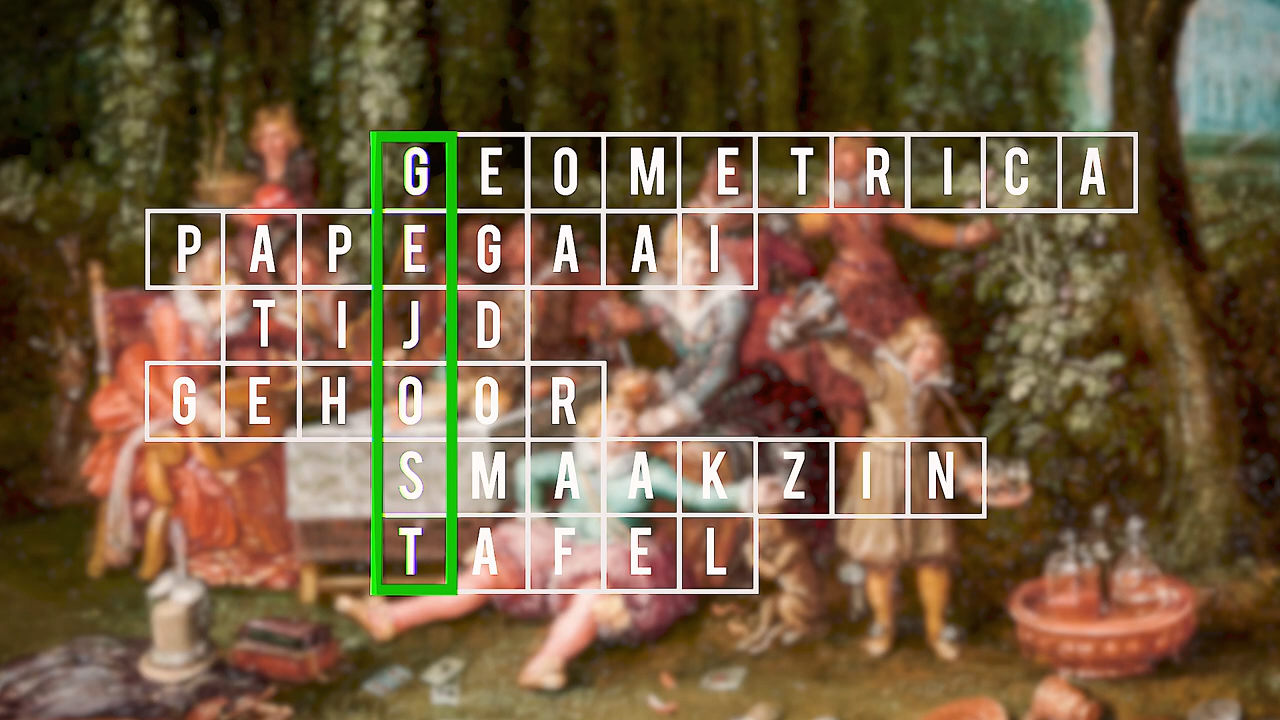 GEOMETRICA
PAPEGAAI
TIJD
GEHOOR
SMAAKZIN
TAFEL